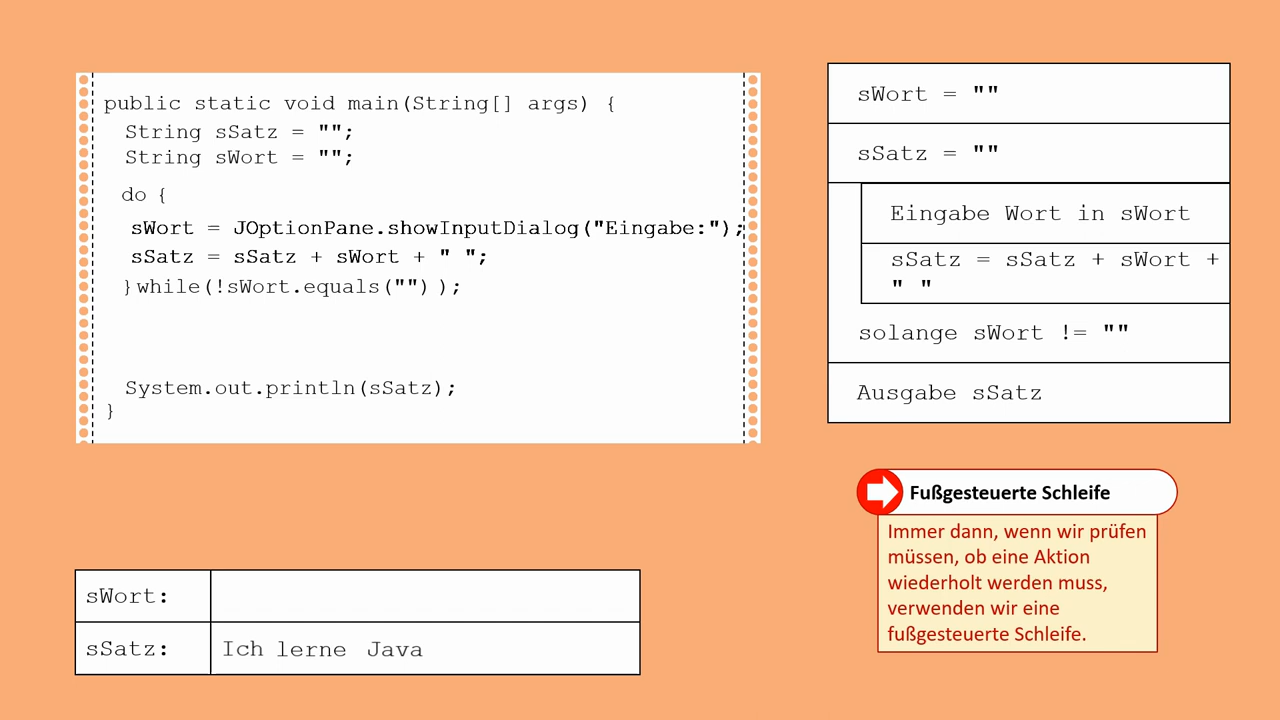 public static void main(String[] args) {
String sSatz = "";
String sWort = "";
do {
sWort = JOptionPane.showInputDialog("Eingabe:");
sSatz = sSatz + sWort + " ";
}while(!sWort.equals("") );
System.out.println(sSatz);
}
sWort = ""
sSatz = ""
Eingabe Wort in sWort
sSatz = sSatz + sWort +
" "
solange sWort != ""
Ausgabe sSatz
Fußgesteuerte Schleife
Immer dann, wenn wir prüfen
müssen, ob eine Aktion
wiederholt werden muss,
verwenden wir eine
fußgesteuerte Schleife.
sWort:
sSatz: Ich lerne Java